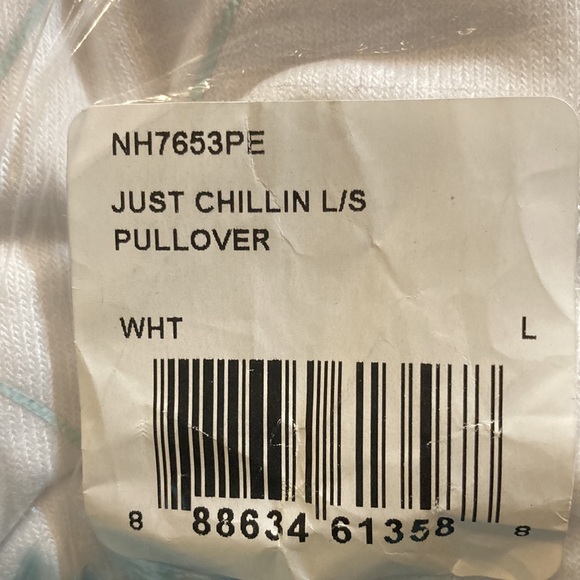 NH7653PE
JUST CHILLIN L/S
PULLOVER
WHT L
8 88634 61358 8